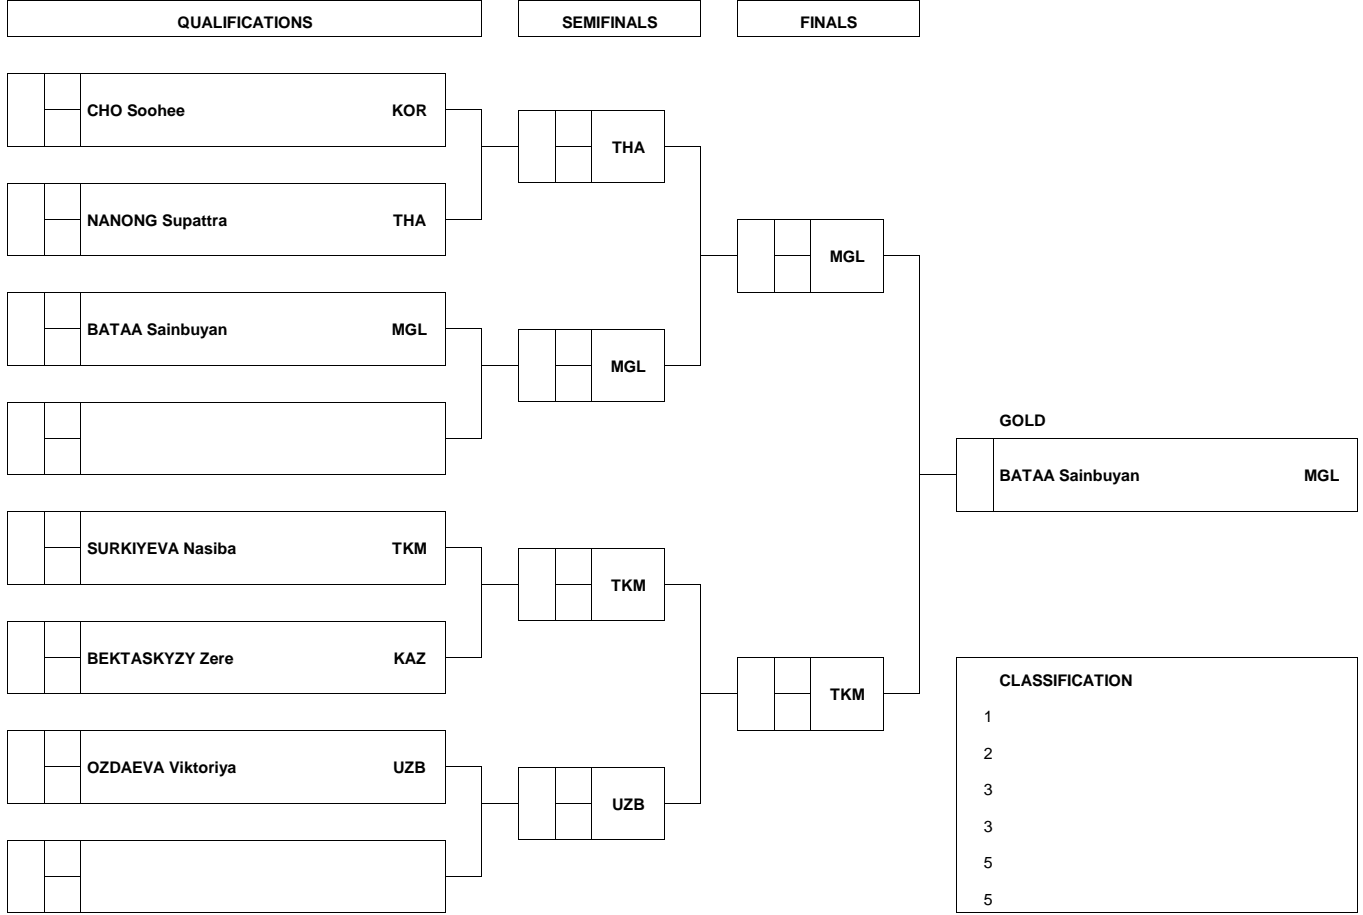 QUALIFICATIONS SEMIFINALS FINALS
CHO Soohee KOR
THA
NANONG Supattra THA
MGL
BATAA Sainbuyan MGL
MGL
GOLD
BATAA Sainbuyan MGL
SURKIYEVA Nasiba TKM
TKM
BEKTASKYZY Zere KAZ
TKM
CLASSIFICATION
1
2
OZDAEVA Viktoriya UZB
3
UZB
3
5
5